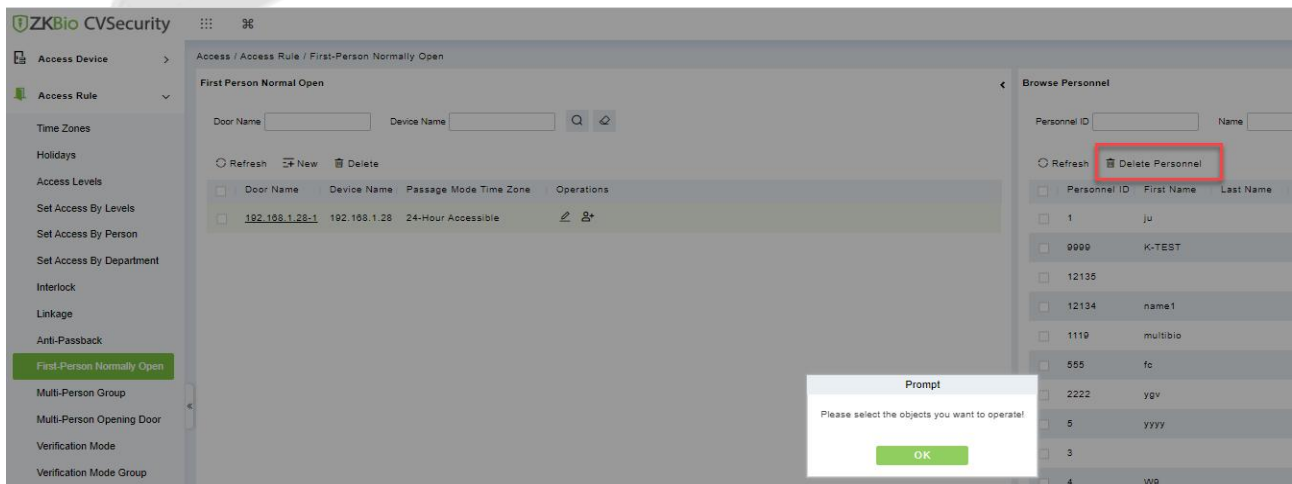 ZKBio CVSecurity
Access Device
Access Rule
Time Zones
Holidays
Access Levels
Set Access By Levels
Set Access By Person
Set Access By Department
Interlock
Linkage
Anti-Passback
First-Person Normally Open
Multi-Person Group
Multi-Person Opening Door
Verification Mode
Verification Mode Group
Access / Access Rule / First-Person Normally Open
First Person Normal Open
Door Name Device Name
Refresh New Delete
Door Name Device Name Passage Mode Time Zone Operations
192.168.1.28-1 192.168.1.28 24-Hour Accessible
Browse Personnel
Personnel ID Name
Refresh Delete Personnel
Personnel ID First Name Last Name
1 ju
9999 K-TEST
12135
12134 name1
1119 multibio
555 fc
2222 ygv
5 yyyy
3
4 W9
Prompt
Please select the objects you want to operate!
OK